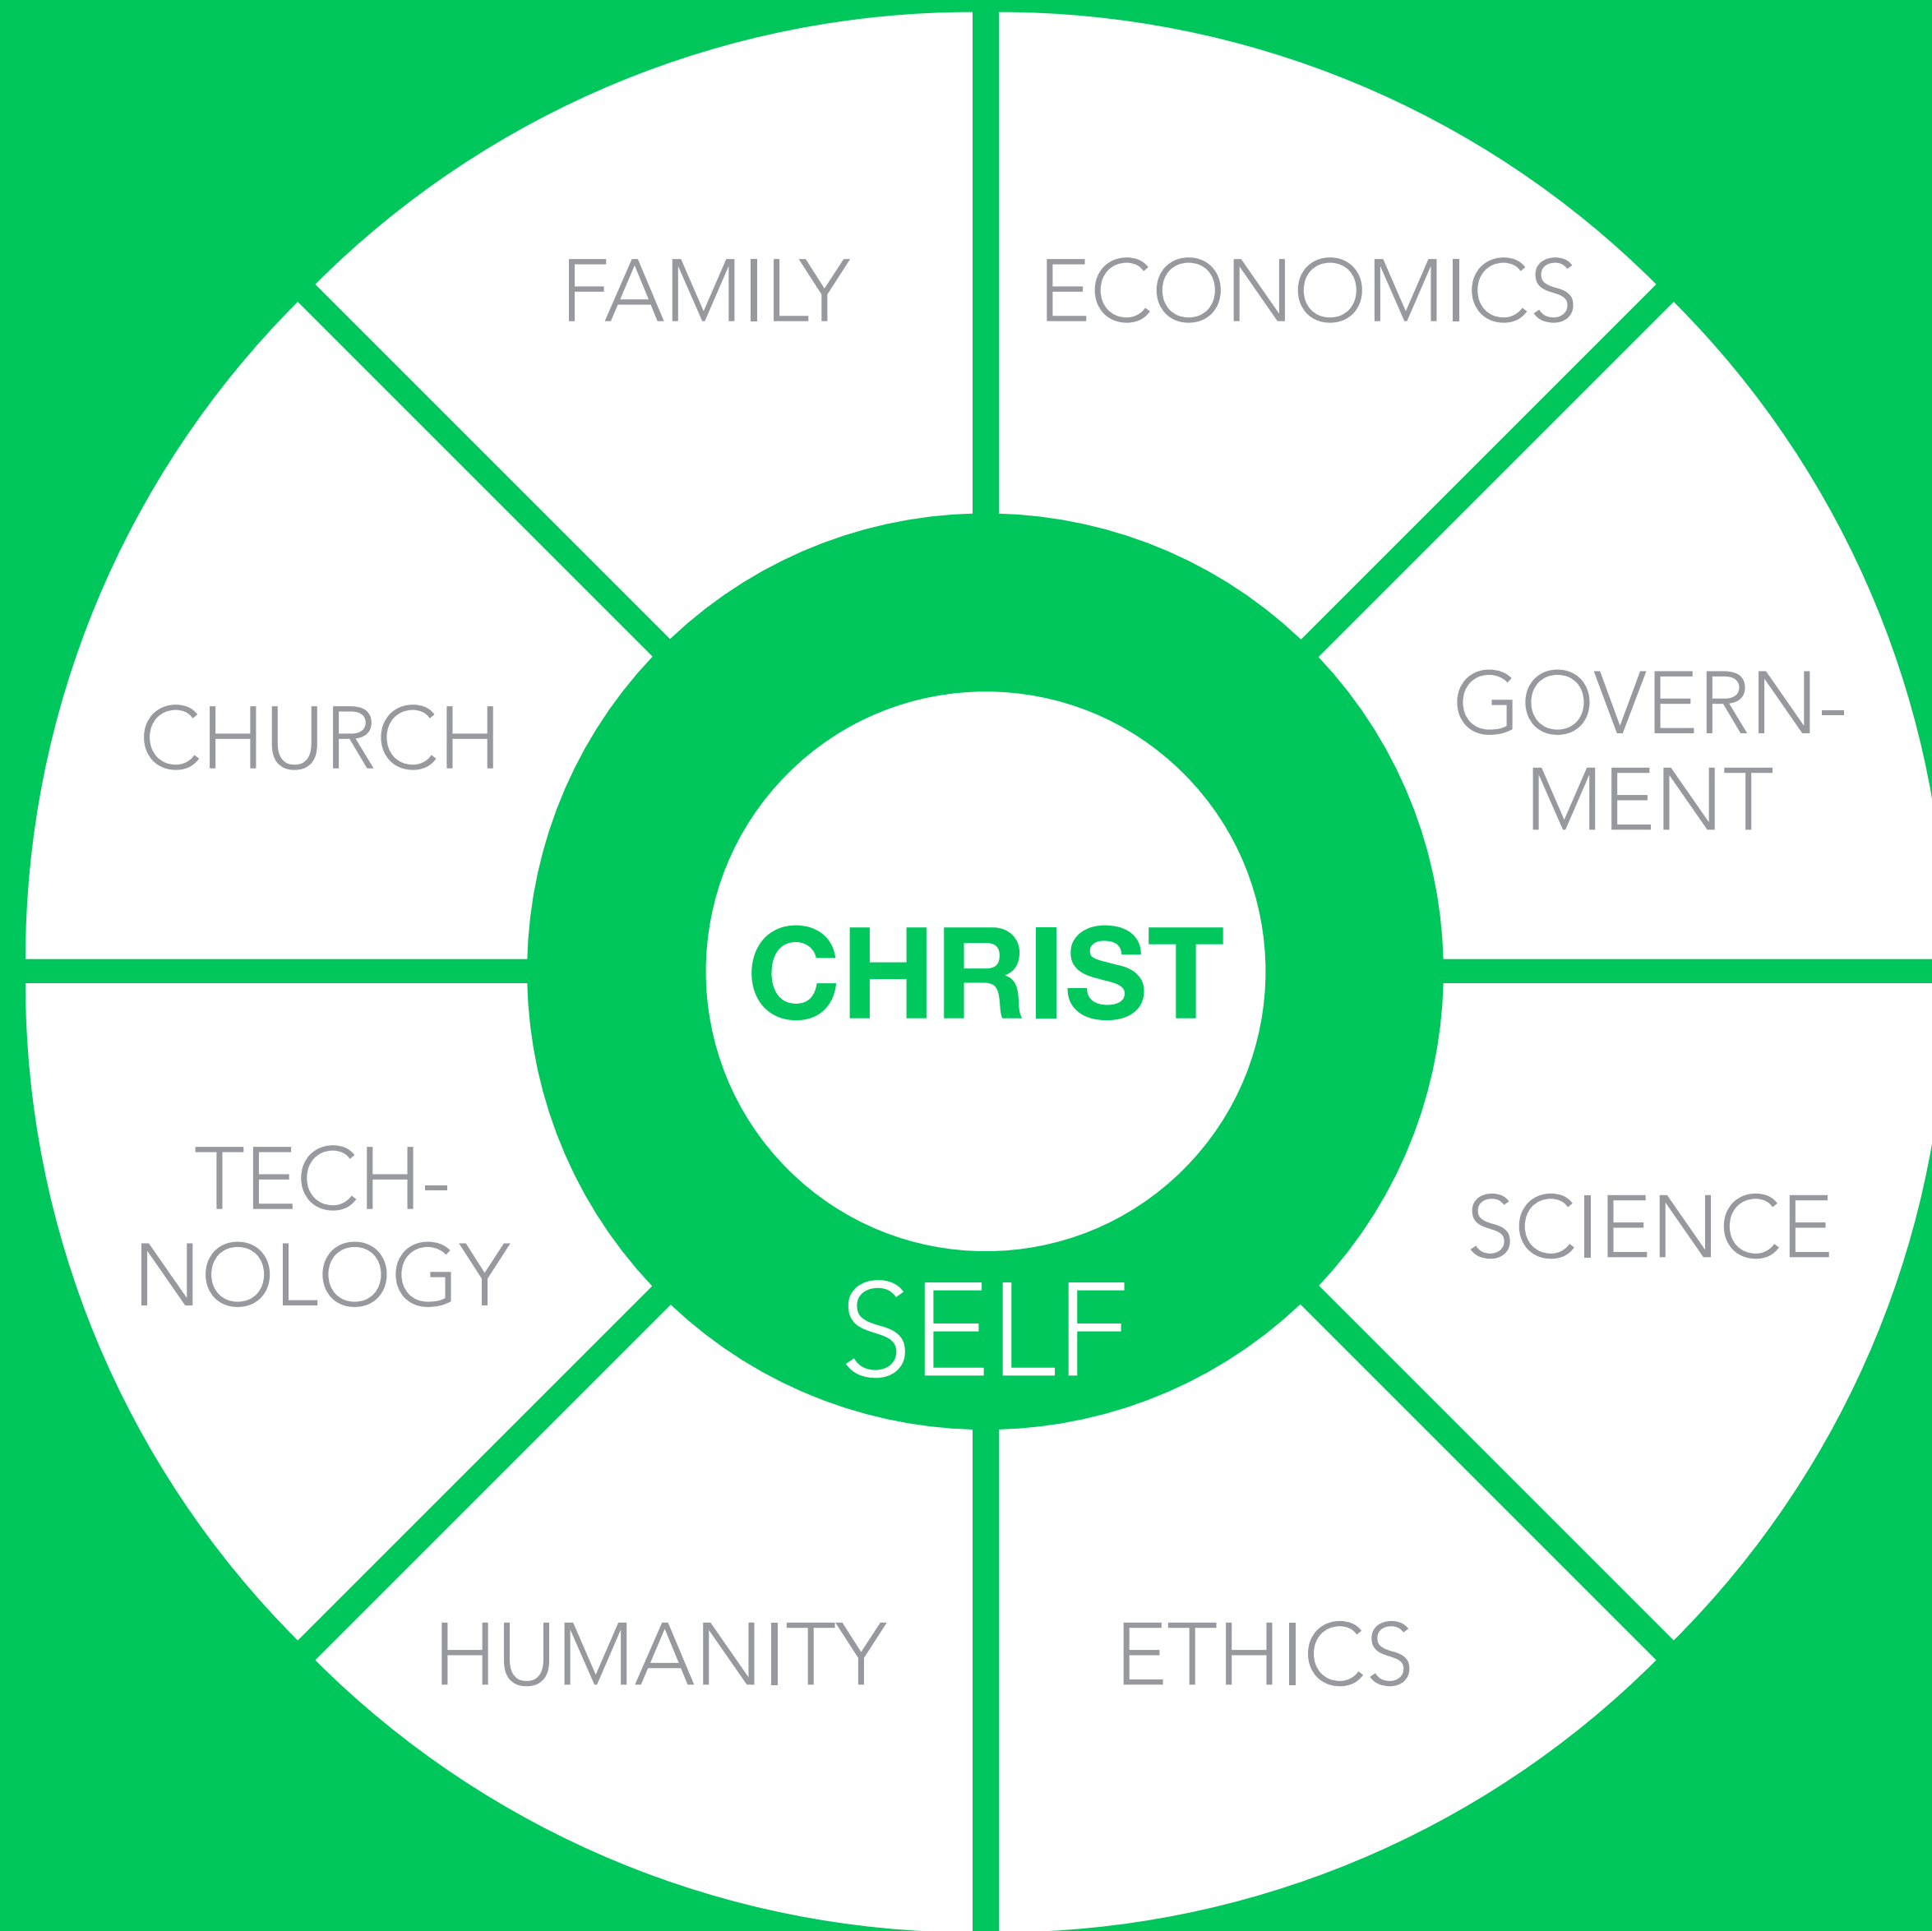 FAMILY
ECONOMICS
GOVERN-
MENT
CHURCH
CHRIST
TECH-
NOLOGY
SCIENCE
SELF
HUMANITY
ETHICS